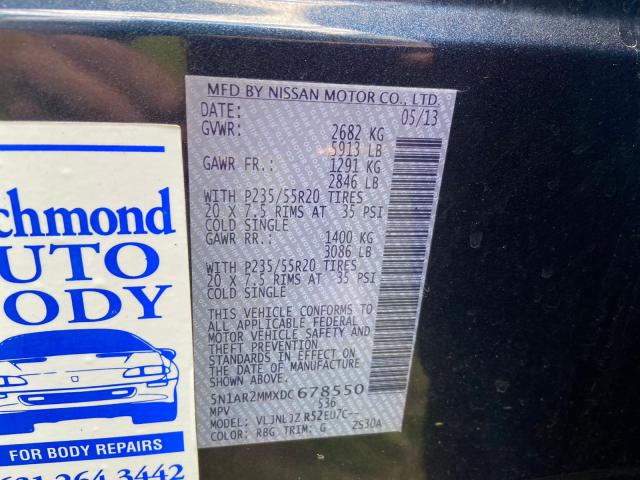 MFD BY NISSAN MOTOR CO., LTD.
DATE: 05/13
GVWR: 2682 KG
5913 LB
GAWR FR.: 1291 KG
2846 LB
WITH P235/55R20 TIRES
20 X 7.5 RIMS AT 35 PSI
COLD SINGLE
GAWR RR.: 1400 KG
3086 LB
WITH P235/55R20 TIRES
20 X 7.5 RIMS AT 35 PSI
COLD SINGLE
THIS VEHICLE CONFORMS TO
ALL APPLICABLE FEDERAL
MOTOR VEHICLE SAFETY AND
THEFT PREVENTION
STANDARDS IN EFFECT ON
THE DATE OF MANUFACTURE
SHOWN ABOVE.
5N1AR2MMXDC678550
MPV S36
MODEL: VLJNLJZ R52EU7C--
COLOR: RBG TRIM: G 2S30A
chmond
UTO
ODY
FOR BODY REPAIRS
264 3442